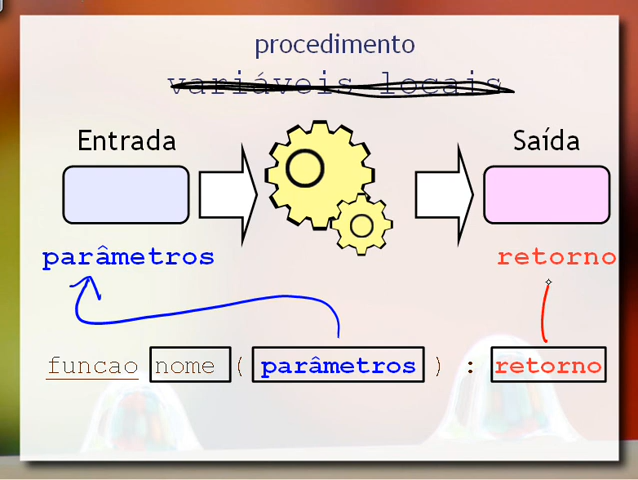 procedimento
variáveis locais
Entrada Saída
parâmetros retorno
funcao nome ( parâmetros ) : retorno